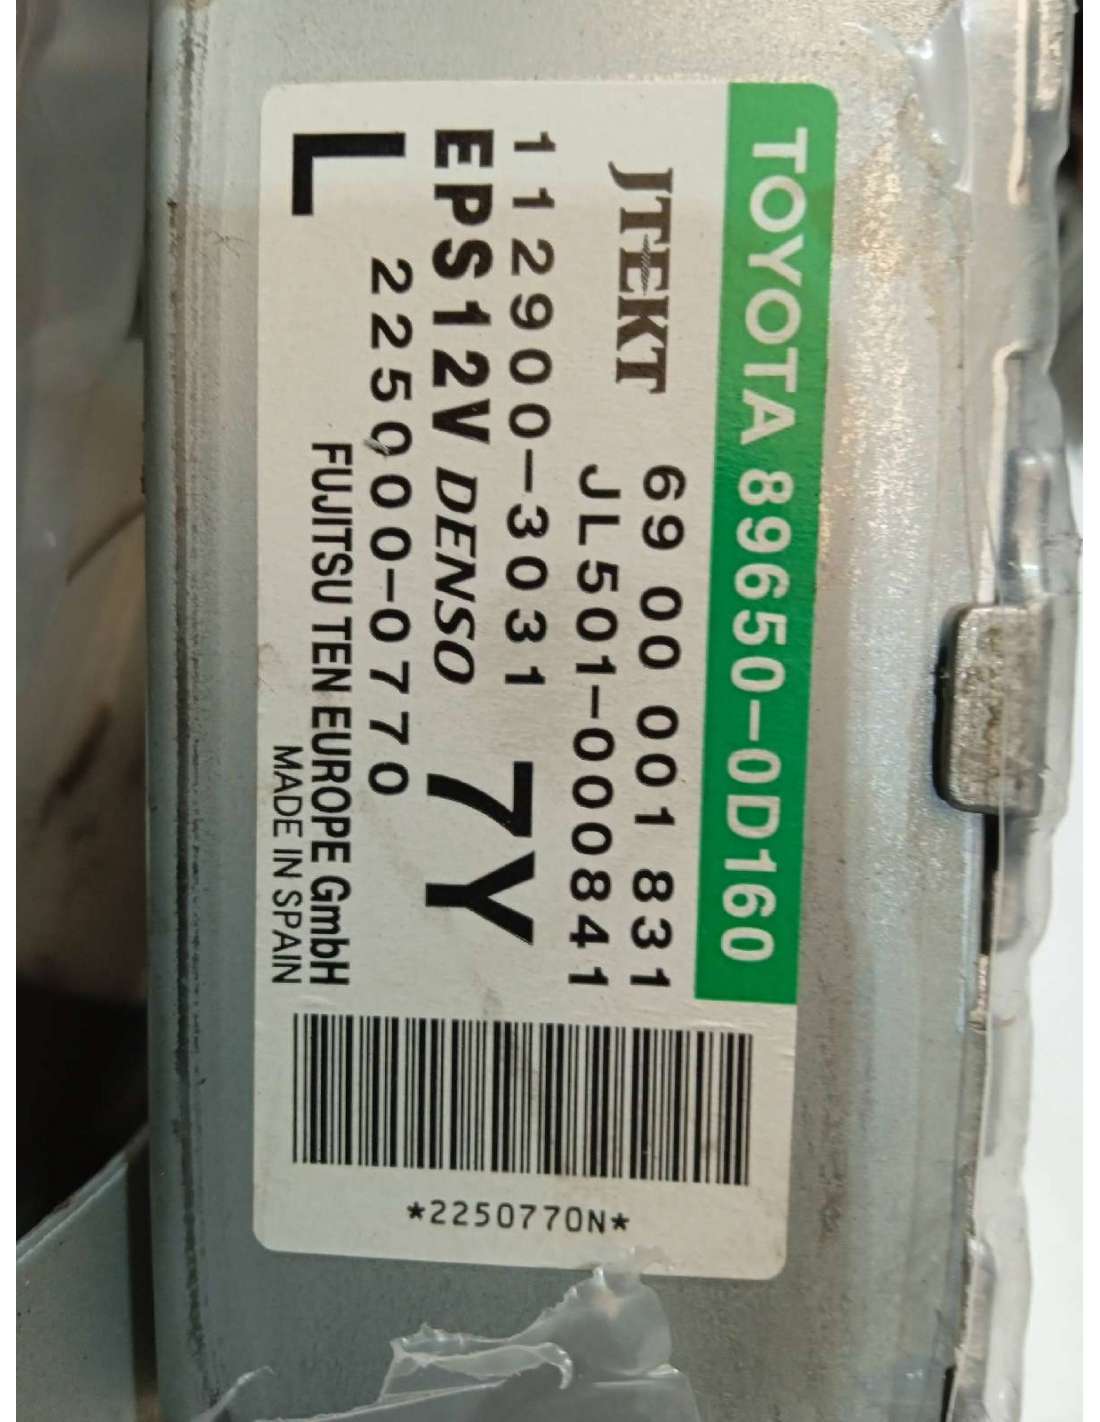 TOYOTA 89650-0D160
JTEKT
69 00 001 831
JL501-000841
112900-3031
EPS12V DENSO
7Y
225000-0770
L
FUJITSU TEN EUROPE GmbH
MADE IN SPAIN
*2250770N*